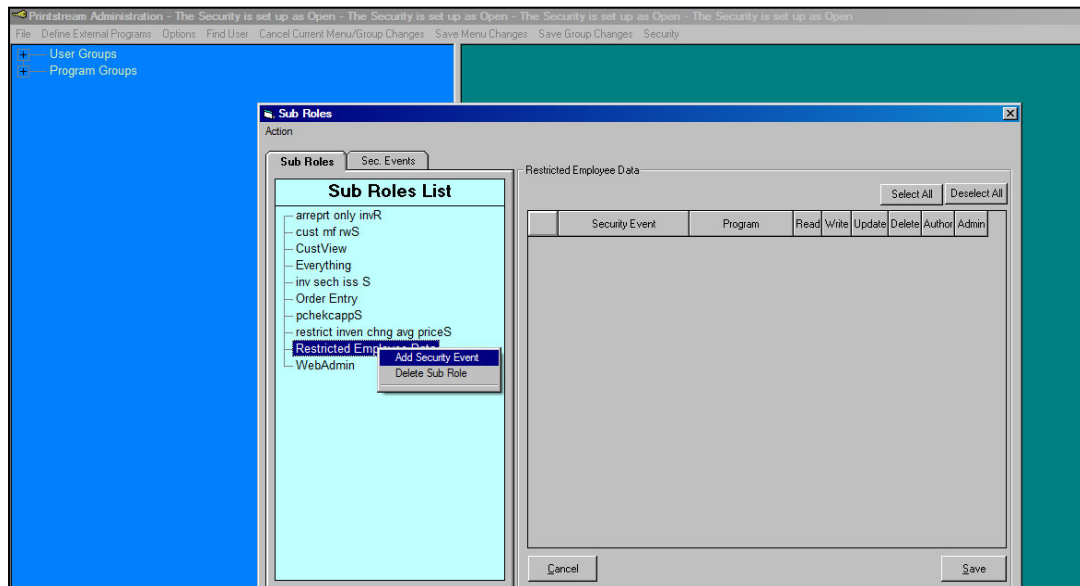 Printstream Administration - The Security is set up as Open - The Security is set up as Open - The Security is set up as Open - The Security is set up as Open
File Define External Programs Options Find User Cancel Current Menu/Group Changes Save Menu Changes Save Group Changes Security
User Groups
Program Groups
Sub Roles
Action
Sub Roles Sec. Events
Sub Roles List
arreprt only invR
cust mf rwS
CustView
Everything
inv sech iss S
Order Entry
pchekcappS
restrict inven chng avg priceS
Restricted Employee Data
WebAdmin
Add Security Event
Delete Sub Role
Restricted Employee Data
Select All Deselect All
Security Event Program Read Write Update Delete Author Admin
Cancel Save